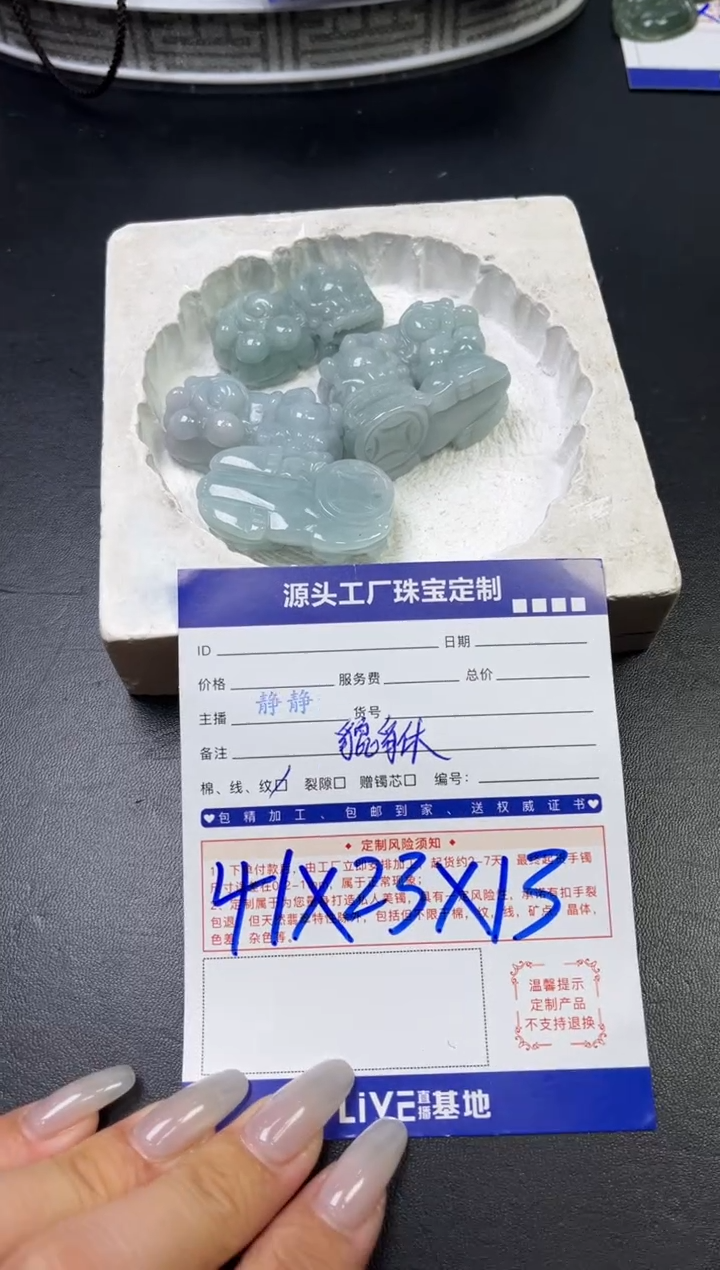 源头工厂珠宝定制
ID 日期
价格 服务费 总价
主播 静静 货号
备注 貔貅
棉、线、纹 裂隙 赠镯芯 编号：
包精加工、包邮到家、送权威证书
定制风险须知
41X23X13
温馨提示
定制产品
不支持退换
LiVE直播基地